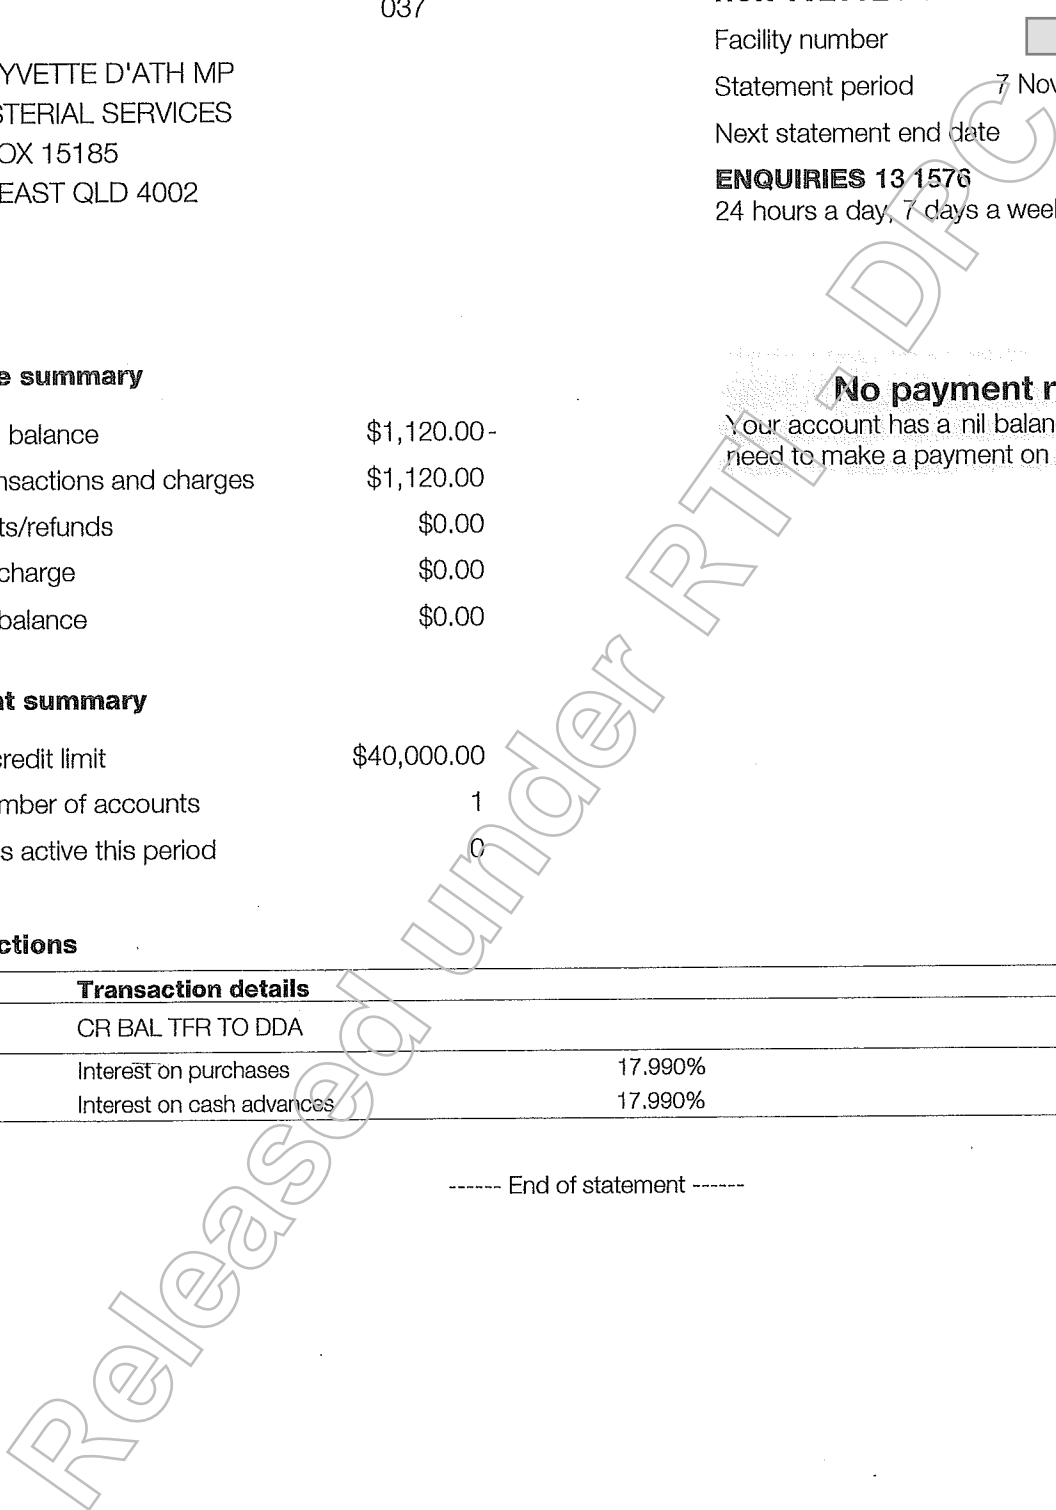 037
YVETTE D'ATH MP
STERIAL SERVICES
OX 15185
EAST QLD 4002
Facility number
Statement period 7 Nov
Next statement end date
ENQUIRIES 13 1576
24 hours a day, 7 days a week
e summary
balance $1,120.00-
nsactions and charges $1,120.00
ts/refunds $0.00
charge $0.00
balance $0.00
No payment r
Your account has a nil balan
need to make a payment on
nt summary
credit limit $40,000.00
mber of accounts 1
s active this period 0
ctions
Transaction details
CR BAL TFR TO DDA
Interest on purchases 17.990%
Interest on cash advances 17.990%
------ End of statement ------
Released under RTI - DPC